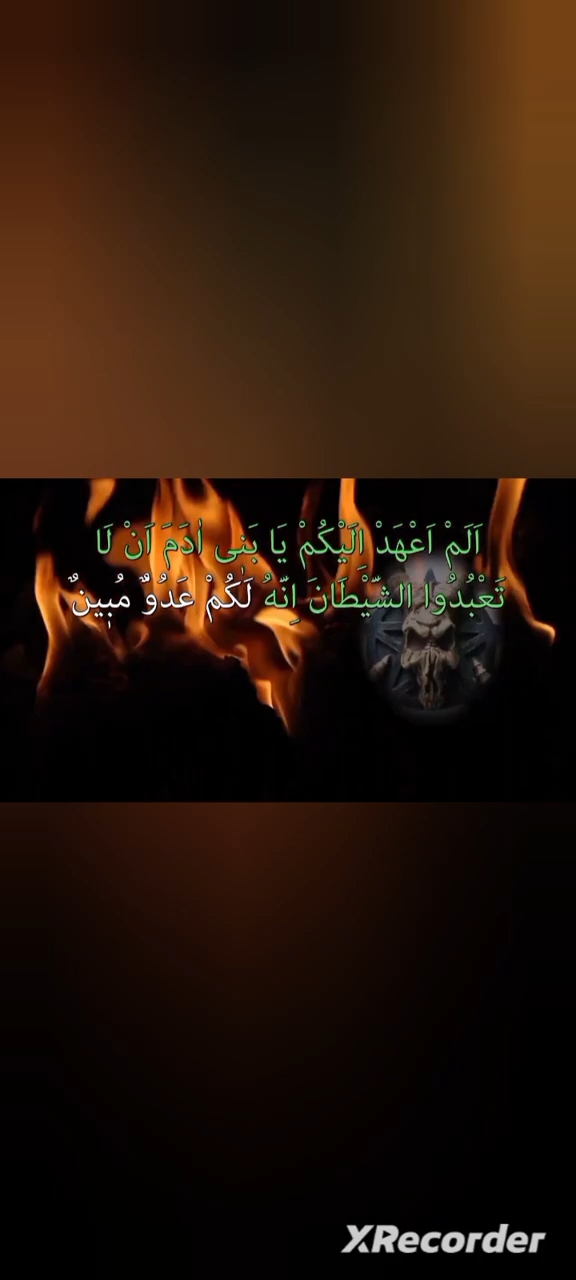 اَلَمْ اَعْهَدْ اِلَيْكُمْ يَا بَنٰى اٰدَمَ اَنْ لَا
تَعْبُدُوا الشَّيْطَانَ اِنَّهُ لَكُمْ عَدُوٌّ مُبٖينٌ
XRecorder